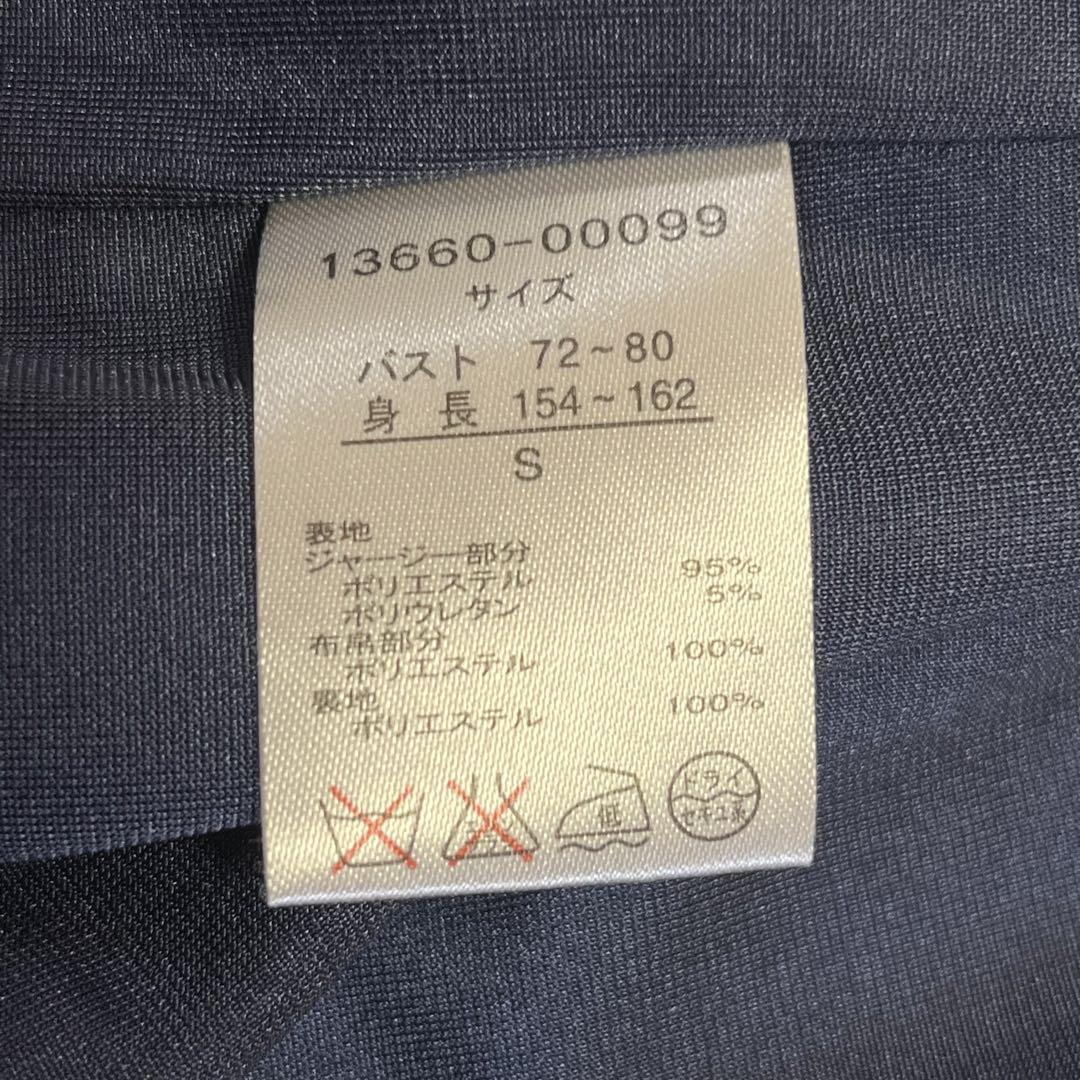 13660-00099
サイズ
バスト 72~80
身長 154~162
S
表地
ジャージー部分
ポリエステル 95%
ポリウレタン 5%
布帛部分
ポリエステル 100%
裏地
ポリエステル 100%
低
ドライ
セキユ系